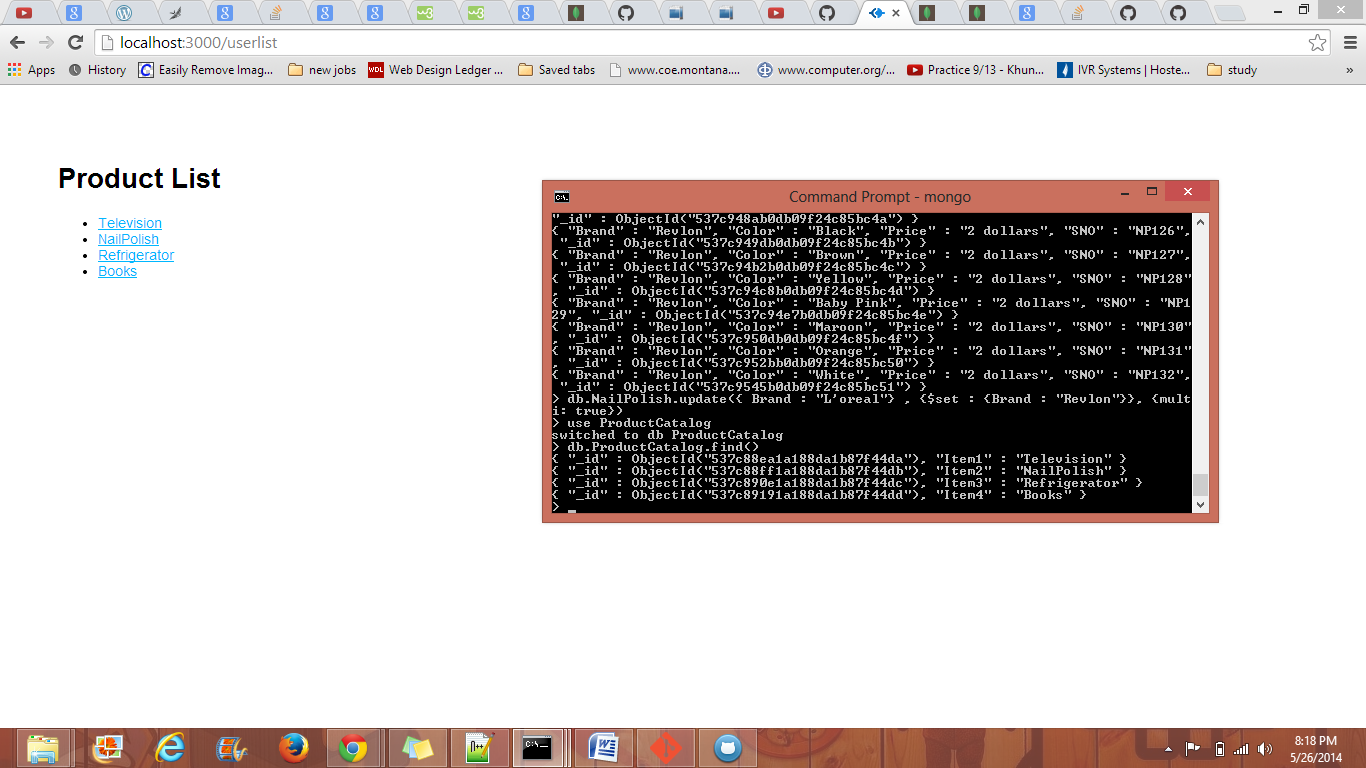 localhost:3000/userlist
Apps
History
Easily Remove Imag...
new jobs
WDL
Web Design Ledger ...
Saved tabs
www.coe.montana....
www.computer.org/...
Practice 9/13 - Khun...
IVR Systems | Hoste...
study
»
Product List
Television
NailPolish
Refrigerator
Books
Command Prompt - mongo
"_id" : ObjectId("537c948ab0db09f24c85bc4a") }
{ "Brand" : "Revlon", "Color" : "Black", "Price" : "2 dollars", "SNO" : "NP126",
"_id" : ObjectId("537c949db0db09f24c85bc4b") }
{ "Brand" : "Revlon", "Color" : "Brown", "Price" : "2 dollars", "SNO" : "NP127",
"_id" : ObjectId("537c94b2b0db09f24c85bc4c") }
{ "Brand" : "Revlon", "Color" : "Yellow", "Price" : "2 dollars", "SNO" : "NP128"
, "_id" : ObjectId("537c94c8b0db09f24c85bc4d") }
{ "Brand" : "Revlon", "Color" : "Baby Pink", "Price" : "2 dollars", "SNO" : "NP1
29", "_id" : ObjectId("537c94e7b0db09f24c85bc4e") }
{ "Brand" : "Revlon", "Color" : "Maroon", "Price" : "2 dollars", "SNO" : "NP130"
, "_id" : ObjectId("537c950db0db09f24c85bc4f") }
{ "Brand" : "Revlon", "Color" : "Orange", "Price" : "2 dollars", "SNO" : "NP131"
, "_id" : ObjectId("537c952bb0db09f24c85bc50") }
{ "Brand" : "Revlon", "Color" : "White", "Price" : "2 dollars", "SNO" : "NP132",
"_id" : ObjectId("537c9545b0db09f24c85bc51") }
> db.NailPolish.update({ Brand : "L'oreal"} , {$set : {Brand : "Revlon"}}, {mult
i: true})
> use ProductCatalog
switched to db ProductCatalog
> db.ProductCatalog.find()
{ "_id" : ObjectId("537c88ea1a188da1b87f44da"), "Item1" : "Television" }
{ "_id" : ObjectId("537c88ff1a188da1b87f44db"), "Item2" : "NailPolish" }
{ "_id" : ObjectId("537c890e1a188da1b87f44dc"), "Item3" : "Refrigerator" }
{ "_id" : ObjectId("537c89191a188da1b87f44dd"), "Item4" : "Books" }
> _
8:18 PM
5/26/2014